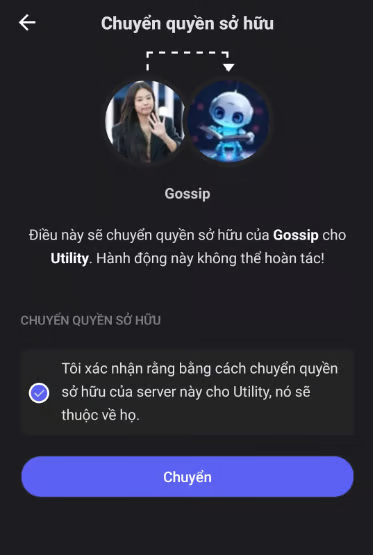 Chuyển quyền sở hữu
Gossip
Điều này sẽ chuyển quyền sở hữu của Gossip cho
Utility. Hành động này không thể hoàn tác!
CHUYỂN QUYỀN SỞ HỮU
Tôi xác nhận rằng bằng cách chuyển quyền
sở hữu của server này cho Utility, nó sẽ
thuộc về họ.
Chuyển